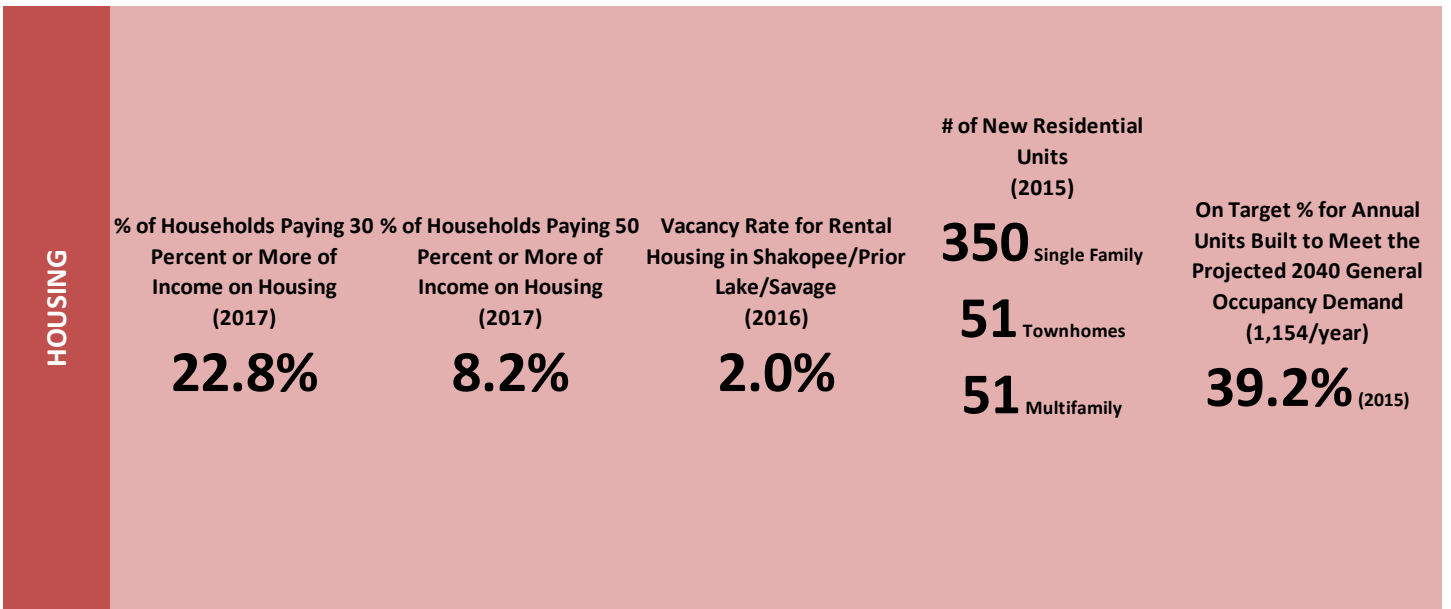 HOUSING
% of Households Paying 30
Percent or More of
Income on Housing
(2017)
22.8%
% of Households Paying 50
Percent or More of
Income on Housing
(2017)
8.2%
Vacancy Rate for Rental
Housing in Shakopee/Prior
Lake/Savage
(2016)
2.0%
# of New Residential
Units
(2015)
350 Single Family
51 Townhomes
51 Multifamily
On Target % for Annual
Units Built to Meet the
Projected 2040 General
Occupancy Demand
(1,154/year)
39.2% (2015)